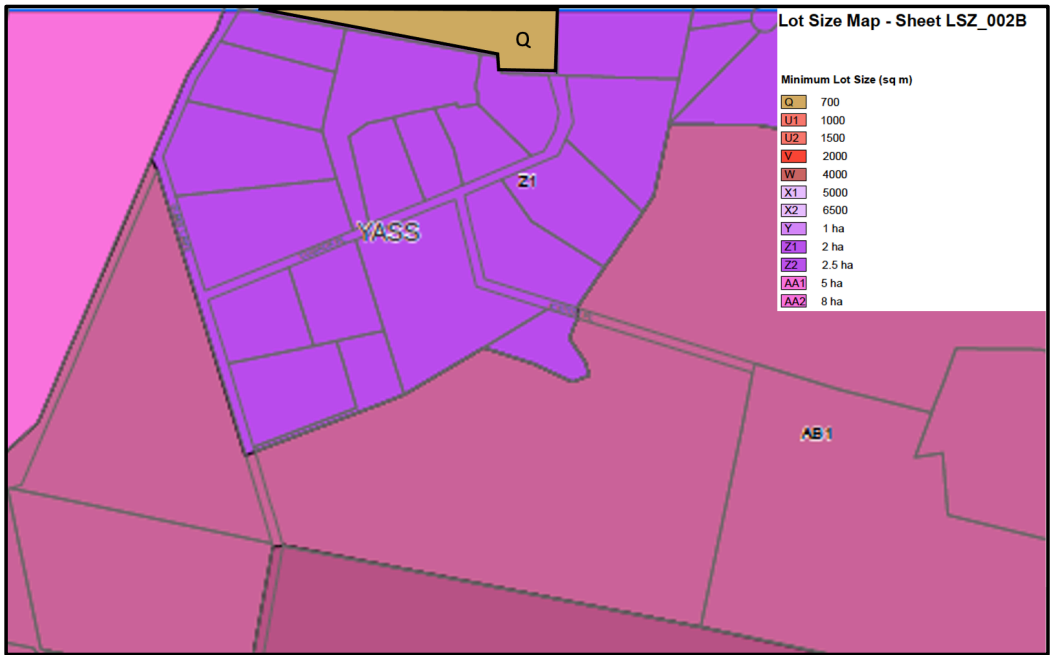 Lot Size Map - Sheet LSZ_002B
Minimum Lot Size (sq m)
Q 700
U1 1000
U2 1500
V 2000
W 4000
X1 5000
X2 6500
Y 1 ha
Z1 2 ha
Z2 2.5 ha
AA1 5 ha
AA2 8 ha
Q
Z1
YASS
AB1